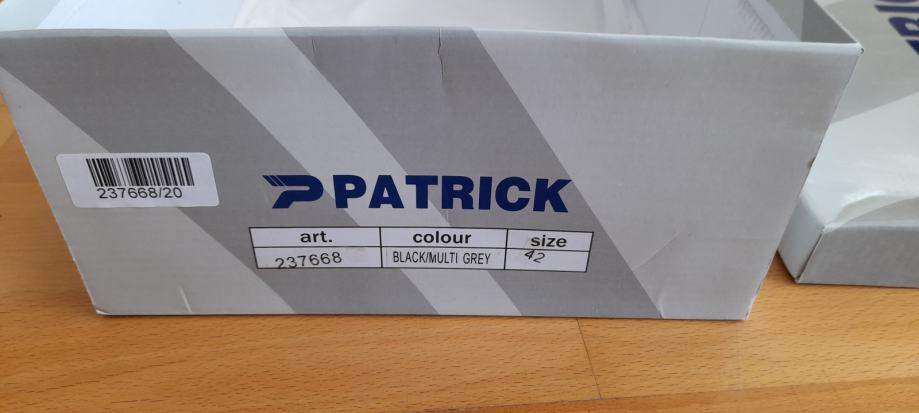 237668/20
PATRICK
art. colour size
237668 BLACK/MULTI GREY 42